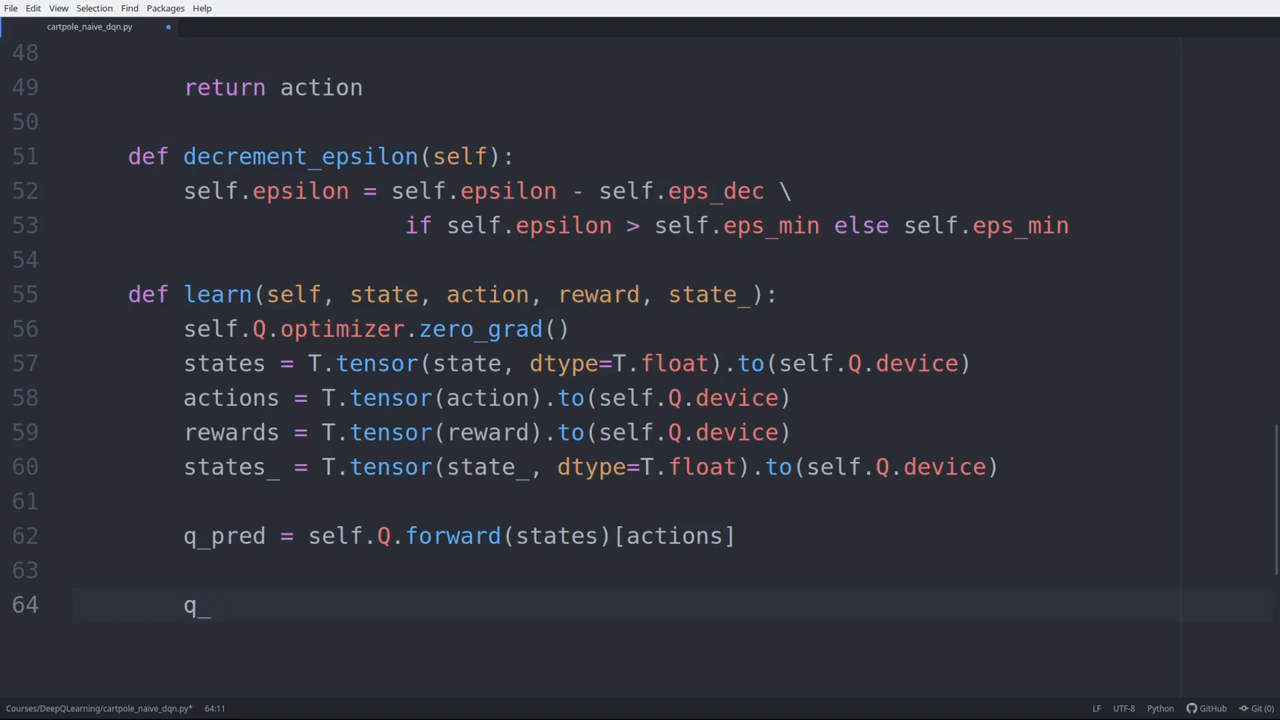 File Edit View Selection Find Packages Help
cartpole_naive_dqn.py
48
49 return action
50
51 def decrement_epsilon(self):
52 self.epsilon = self.epsilon - self.eps_dec \
53 if self.epsilon > self.eps_min else self.eps_min
54
55 def learn(self, state, action, reward, state_):
56 self.Q.optimizer.zero_grad()
57 states = T.tensor(state, dtype=T.float).to(self.Q.device)
58 actions = T.tensor(action).to(self.Q.device)
59 rewards = T.tensor(reward).to(self.Q.device)
60 states_ = T.tensor(state_, dtype=T.float).to(self.Q.device)
61
62 q_pred = self.Q.forward(states)[actions]
63
64 q_
Courses/DeepQLearning/cartpole_naive_dqn.py* 64:11 LF UTF-8 Python GitHub Git (0)